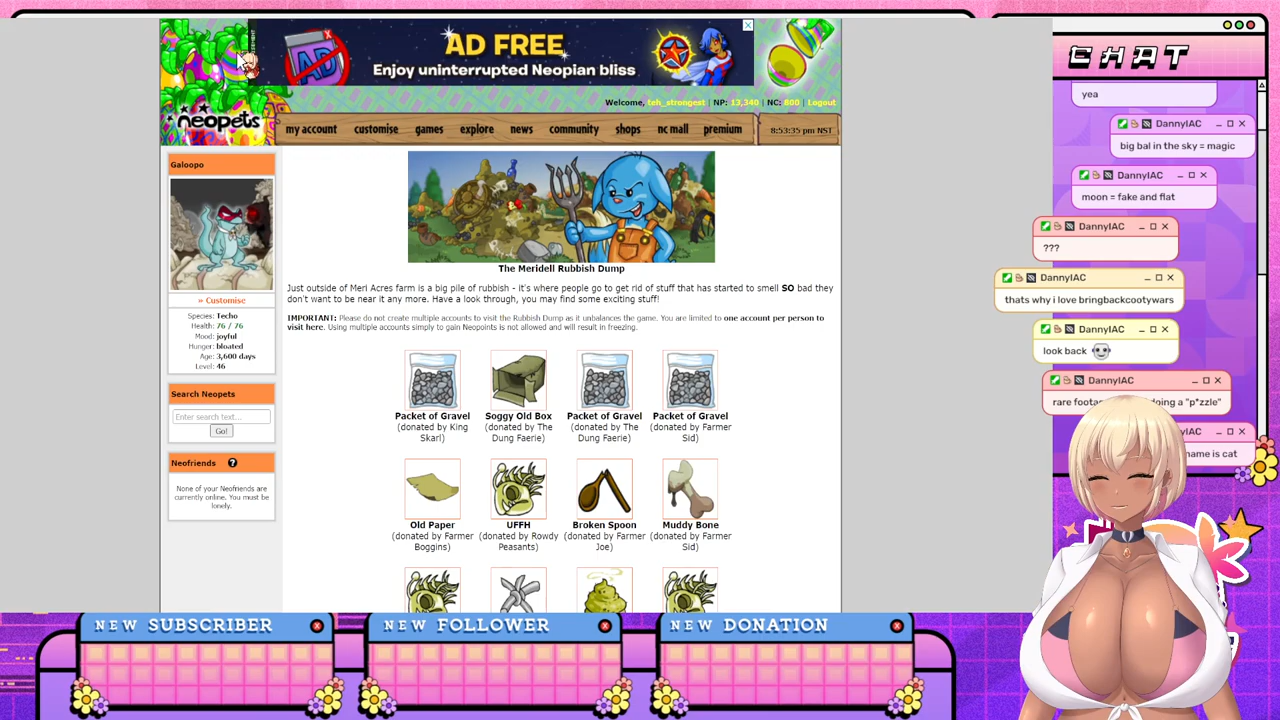 AD FREE
Enjoy uninterrupted Neopian bliss
AD
Welcome, teh_strongest | NP: 13,340 | NC: 800 | Logout
neopets
my account
customise
games
explore
news
community
shops
nc mall
premium
8:53:35 pm NST
Galoopo
» Customise
Species: Techo
Health: 76 / 76
Mood: joyful
Hunger: bloated
Age: 3,600 days
Level: 46
Search Neopets
Enter search text...
Go!
Neofriends ?
None of your Neofriends are
currently online. You must be
lonely.
The Meridell Rubbish Dump
Just outside of Meri Acres farm is a big pile of rubbish - it's where people go to get rid of stuff that has started to smell SO bad they
don't want to be near it any more. Have a look through, you may find some exciting stuff!
IMPORTANT: Please do not create multiple accounts to visit the Rubbish Dump as it unbalances the game. You are limited to one account per person to
visit here. Using multiple accounts simply to gain Neopoints is not allowed and will result in freezing.
Packet of Gravel
(donated by King
Skarl)
Soggy Old Box
(donated by The
Dung Faerie)
Packet of Gravel
(donated by The
Dung Faerie)
Packet of Gravel
(donated by Farmer
Sid)
Old Paper
(donated by Farmer
Boggins)
UFFH
(donated by Rowdy
Peasants)
Broken Spoon
(donated by Farmer
Joe)
Muddy Bone
(donated by Farmer
Sid)
CHAT
yea
DannyIAC
big bal in the sky = magic
DannyIAC
moon = fake and flat
DannyIAC
???
DannyIAC
thats why i love bringbackcootywars
DannyIAC
look back
DannyIAC
rare foota
doing a "p*zzle"
yIAC
name is cat
NEW SUBSCRIBER
NEW FOLLOWER
NEW DONATION